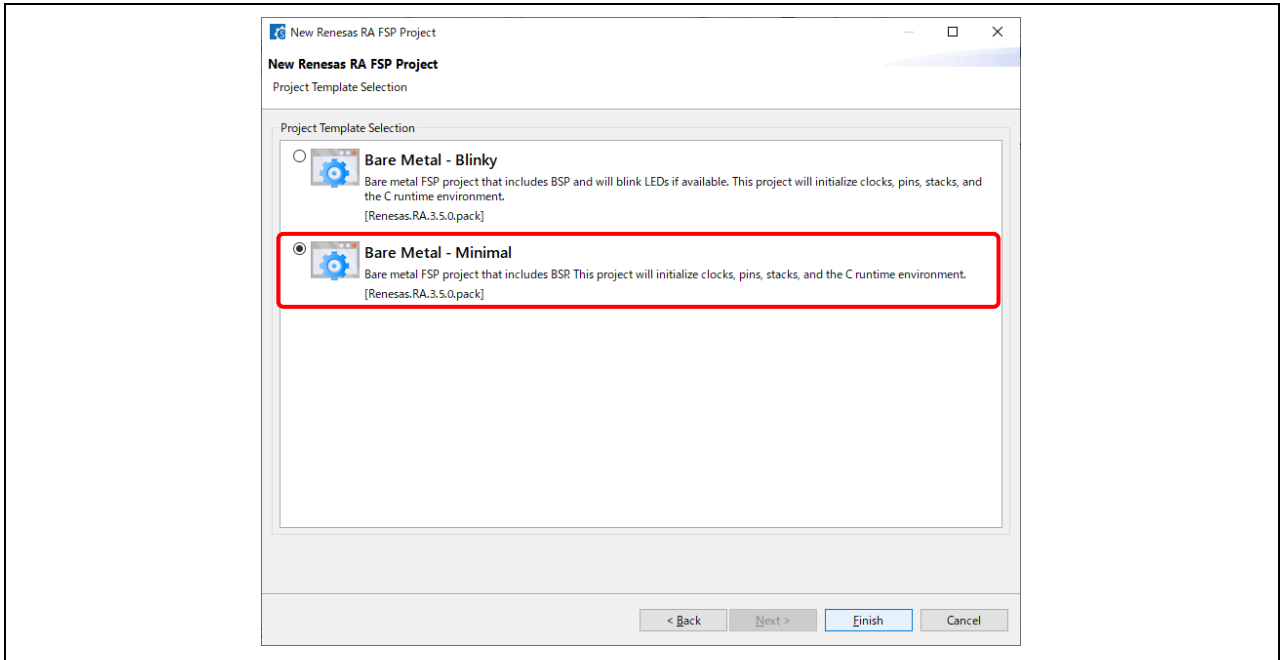 New Renesas RA FSP Project
New Renesas RA FSP Project
Project Template Selection
Project Template Selection
Bare Metal - Blinky
Bare metal FSP project that includes BSP and will blink LEDs if available. This project will initialize clocks, pins, stacks, and
the C runtime environment.
[Renesas.RA.3.5.0.pack]
Bare Metal - Minimal
Bare metal FSP project that includes BSP. This project will initialize clocks, pins, stacks, and the C runtime environment.
[Renesas.RA.3.5.0.pack]
< Back
Next >
Finish
Cancel